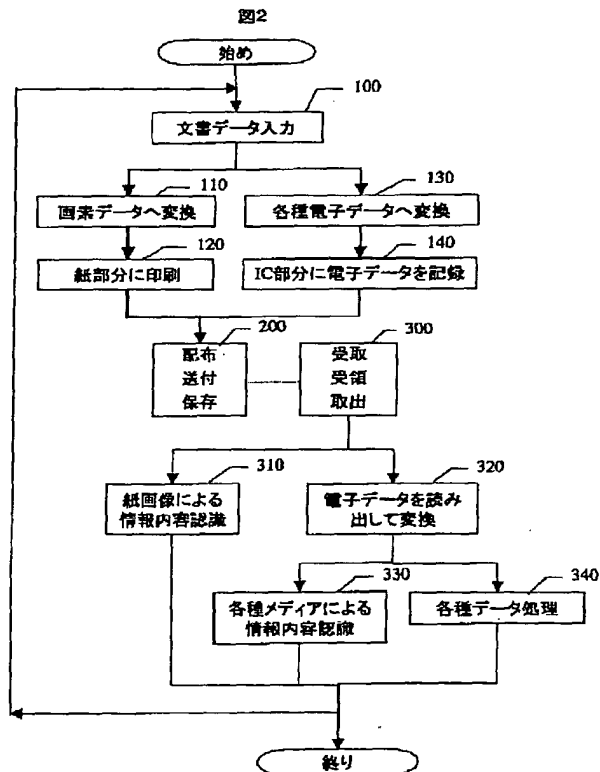 図2
始め
100
文書データ入力
110
画素データへ変換
130
各種電子データへ変換
120
紙部分に印刷
140
IC部分に電子データを記録
200
配布
送付
保存
300
受取
受領
取出
310
紙画像による
情報内容認識
320
電子データを読み
出して変換
330
各種メディアによる
情報内容認識
340
各種データ処理
終り